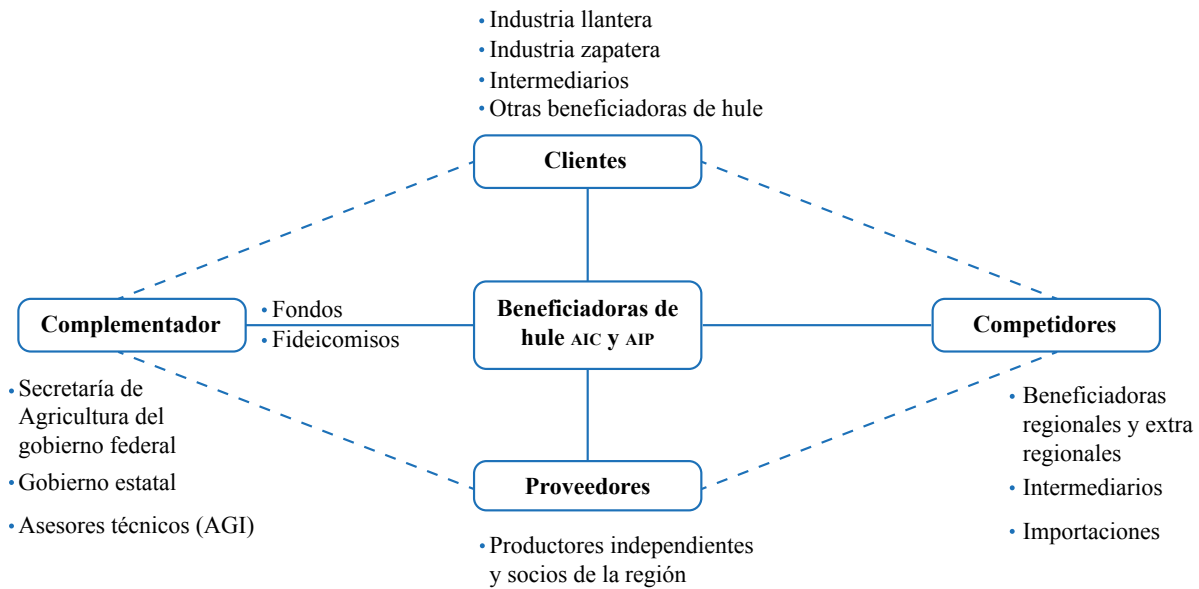 • Industria llantera
• Industria zapatera
• Intermediarios
• Otras beneficiadoras de hule
Clientes
Complementador
• Fondos
• Fideicomisos
Beneficiadoras de
hule AIC y AIP
Competidores
• Secretaría de
Agricultura del
gobierno federal
• Gobierno estatal
• Asesores técnicos (AGI)
Proveedores
• Productores independientes
y socios de la región
• Beneficiadoras
regionales y extra
regionales
• Intermediarios
• Importaciones